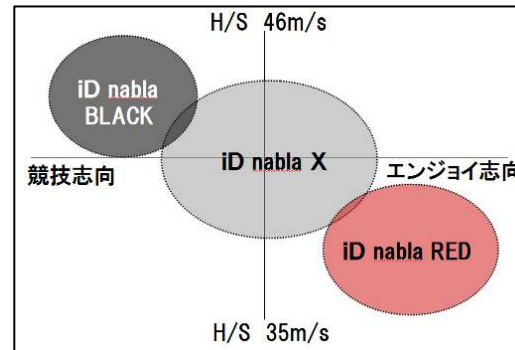 H/S 46m/s
iD nabla
BLACK
iD nabla X
競技志向
エンジョイ志向
iD nabla RED
H/S 35m/s